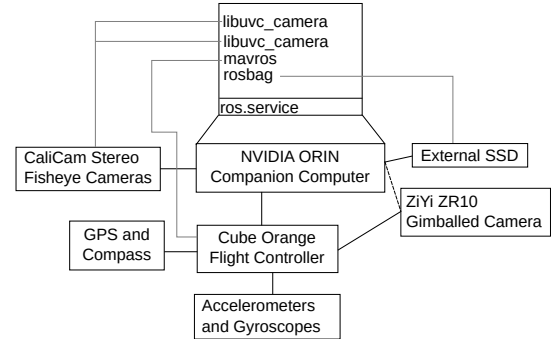 libuvc_camera
libuvc_camera
mavros
rosbag
ros.service
CaliCam Stereo
Fisheye Cameras
NVIDIA ORIN
Companion Computer
External SSD
ZiYi ZR10
Gimballed Camera
GPS and
Compass
Cube Orange
Flight Controller
Accelerometers
and Gyroscopes